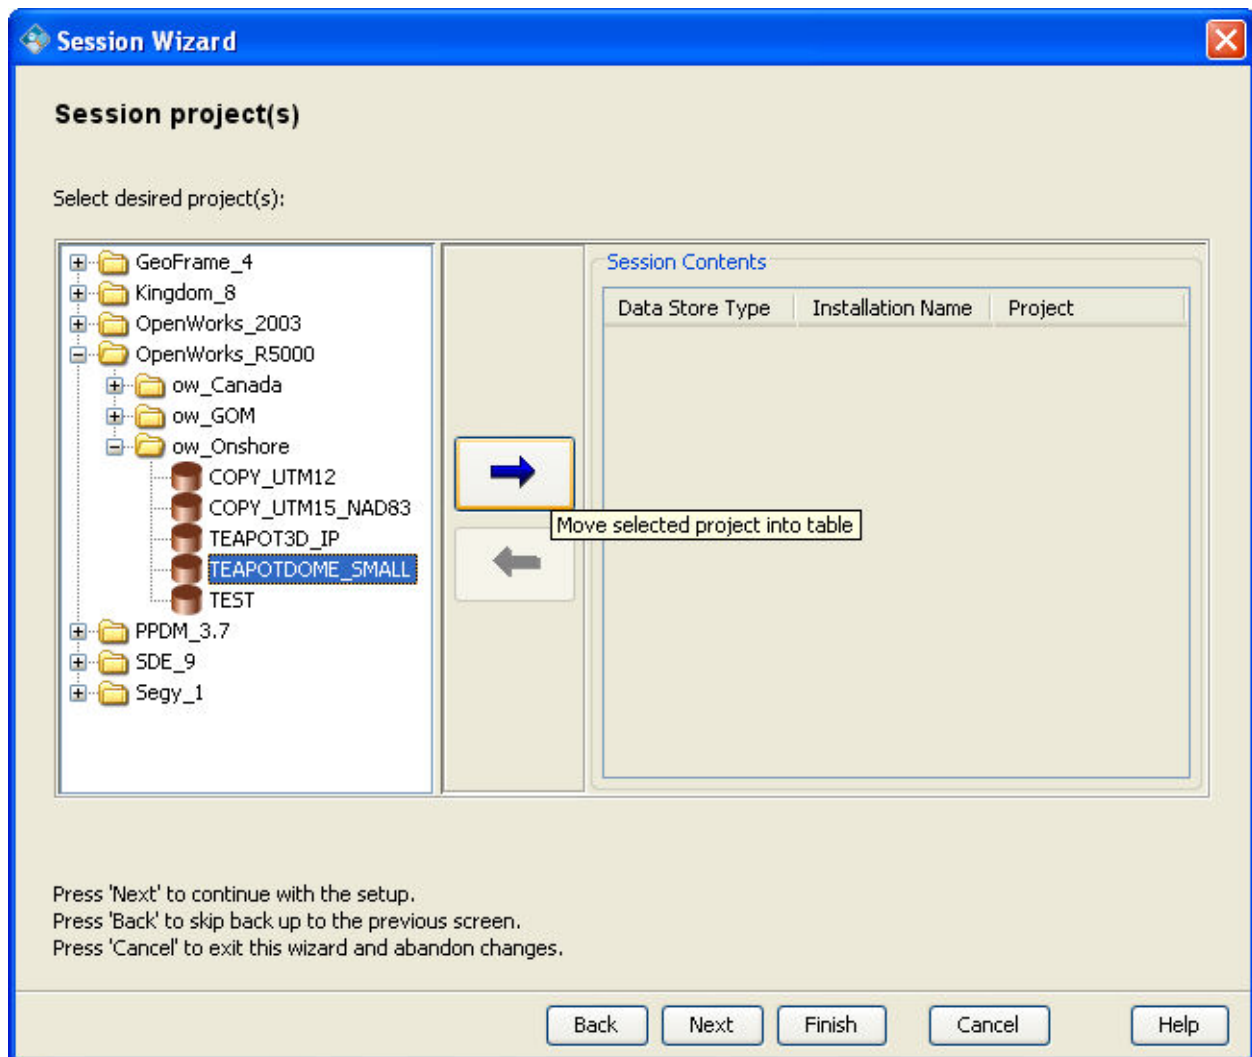 Session Wizard
Session project(s)
Select desired project(s):
GeoFrame_4
Kingdom_8
OpenWorks_2003
OpenWorks_R5000
ow_Canada
ow_GOM
ow_Onshore
COPY_UTM12
COPY_UTM15_NAD83
TEAPOT3D_IP
TEAPOTDOME_SMALL
TEST
PPDM_3.7
SDE_9
Segy_1
Move selected project into table
Session Contents
Data Store Type Installation Name Project
Press 'Next' to continue with the setup.
Press 'Back' to skip back up to the previous screen.
Press 'Cancel' to exit this wizard and abandon changes.
Back Next Finish Cancel Help